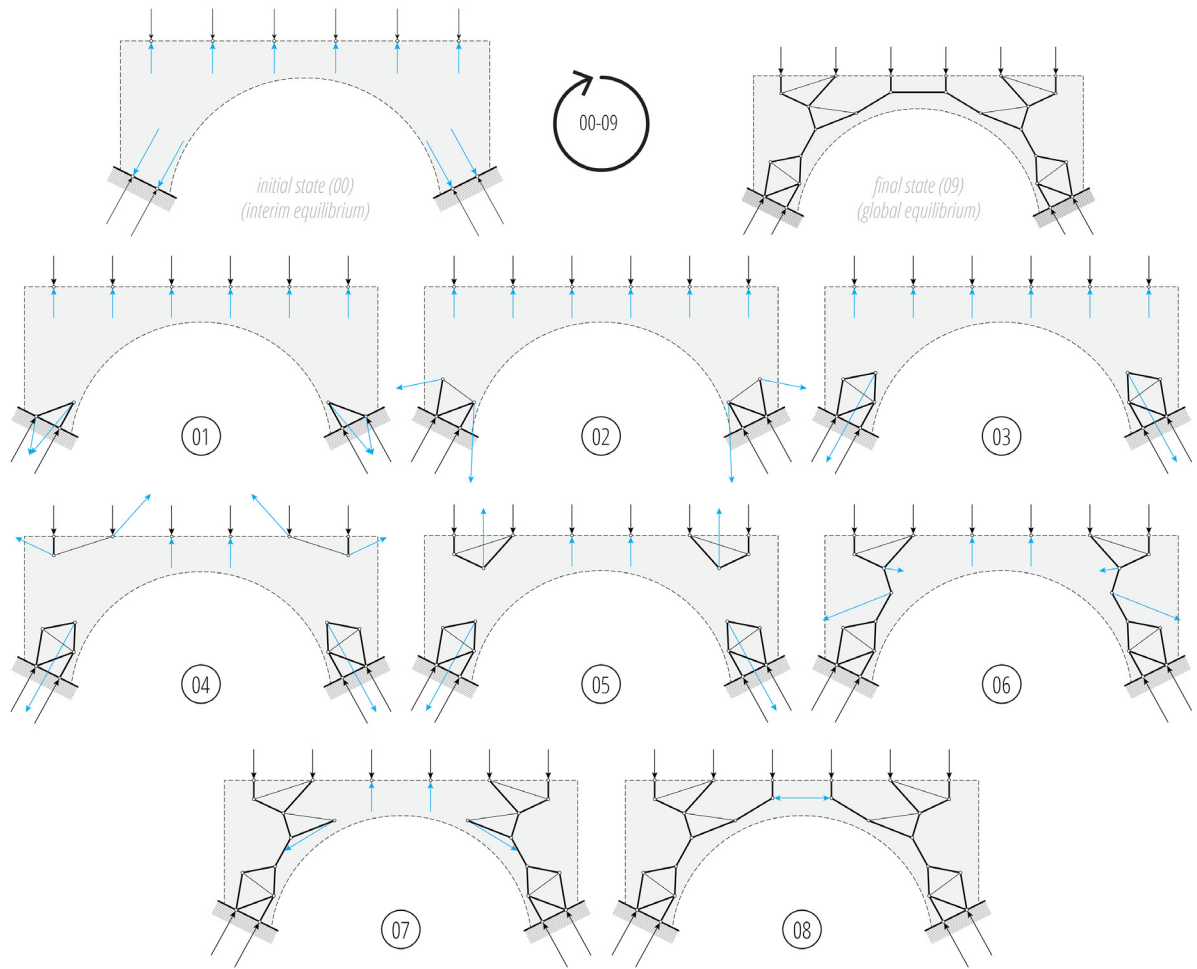 00-09
initial state (00)
(interim equilibrium)
final state (09)
(global equilibrium)
01
02
03
04
05
06
07
08